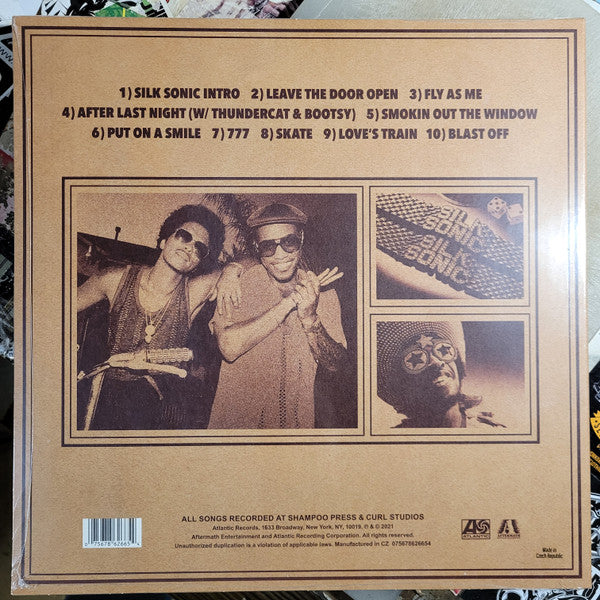 1) SILK SONIC INTRO 2) LEAVE THE DOOR OPEN 3) FLY AS ME
4) AFTER LAST NIGHT (W/ THUNDERCAT & BOOTSY) 5) SMOKIN OUT THE WINDOW
6) PUT ON A SMILE 7) 777 8) SKATE 9) LOVE'S TRAIN 10) BLAST OFF
SILK
SONIC
SILK
SONIC
ALL SONGS RECORDED AT SHAMPOO PRESS & CURL STUDIOS
Atlantic Records, 1633 Broadway, New York, NY, 10019, ℗ & © 2021
Aftermath Entertainment and Atlantic Recording Corporation. All rights reserved.
Unauthorized duplication is a violation of applicable laws. Manufactured in CZ 075678626654
0 75678 62665 4
ATLANTIC
AFTERMATH
Made in
Czech Republic